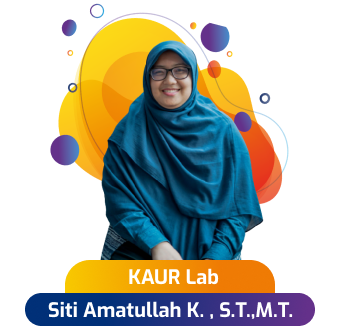 KAUR Lab
Siti Amatullah K. , S.T.,M.T.